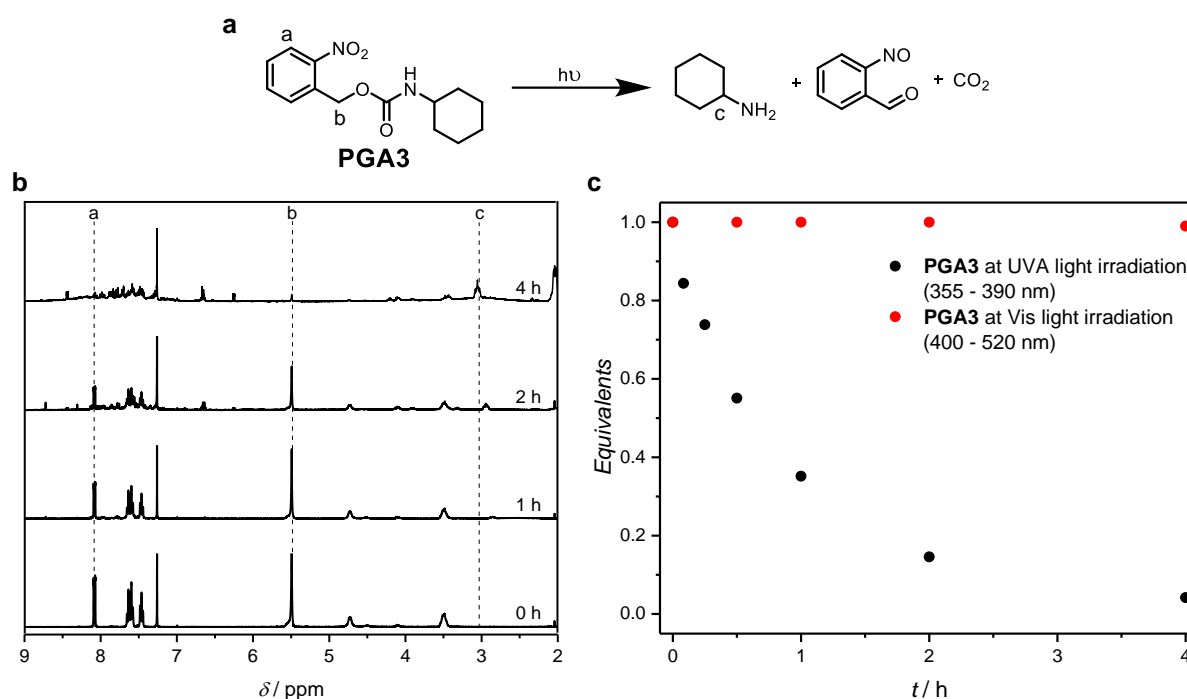 a
a
NO2
H
N
O
O
b
PGA3
hυ
c
NH2
+
NO
O
+ CO2
b
a
b
c
4 h
2 h
1 h
0 h
9 8 7 6 5 4 3 2
δ / ppm
c
1.0
0.8
0.6
0.4
0.2
0.0
Equivalents
PGA3 at UVA light irradiation
(355 - 390 nm)
PGA3 at Vis light irradiation
(400 - 520 nm)
0 1 2 3 4
t / h